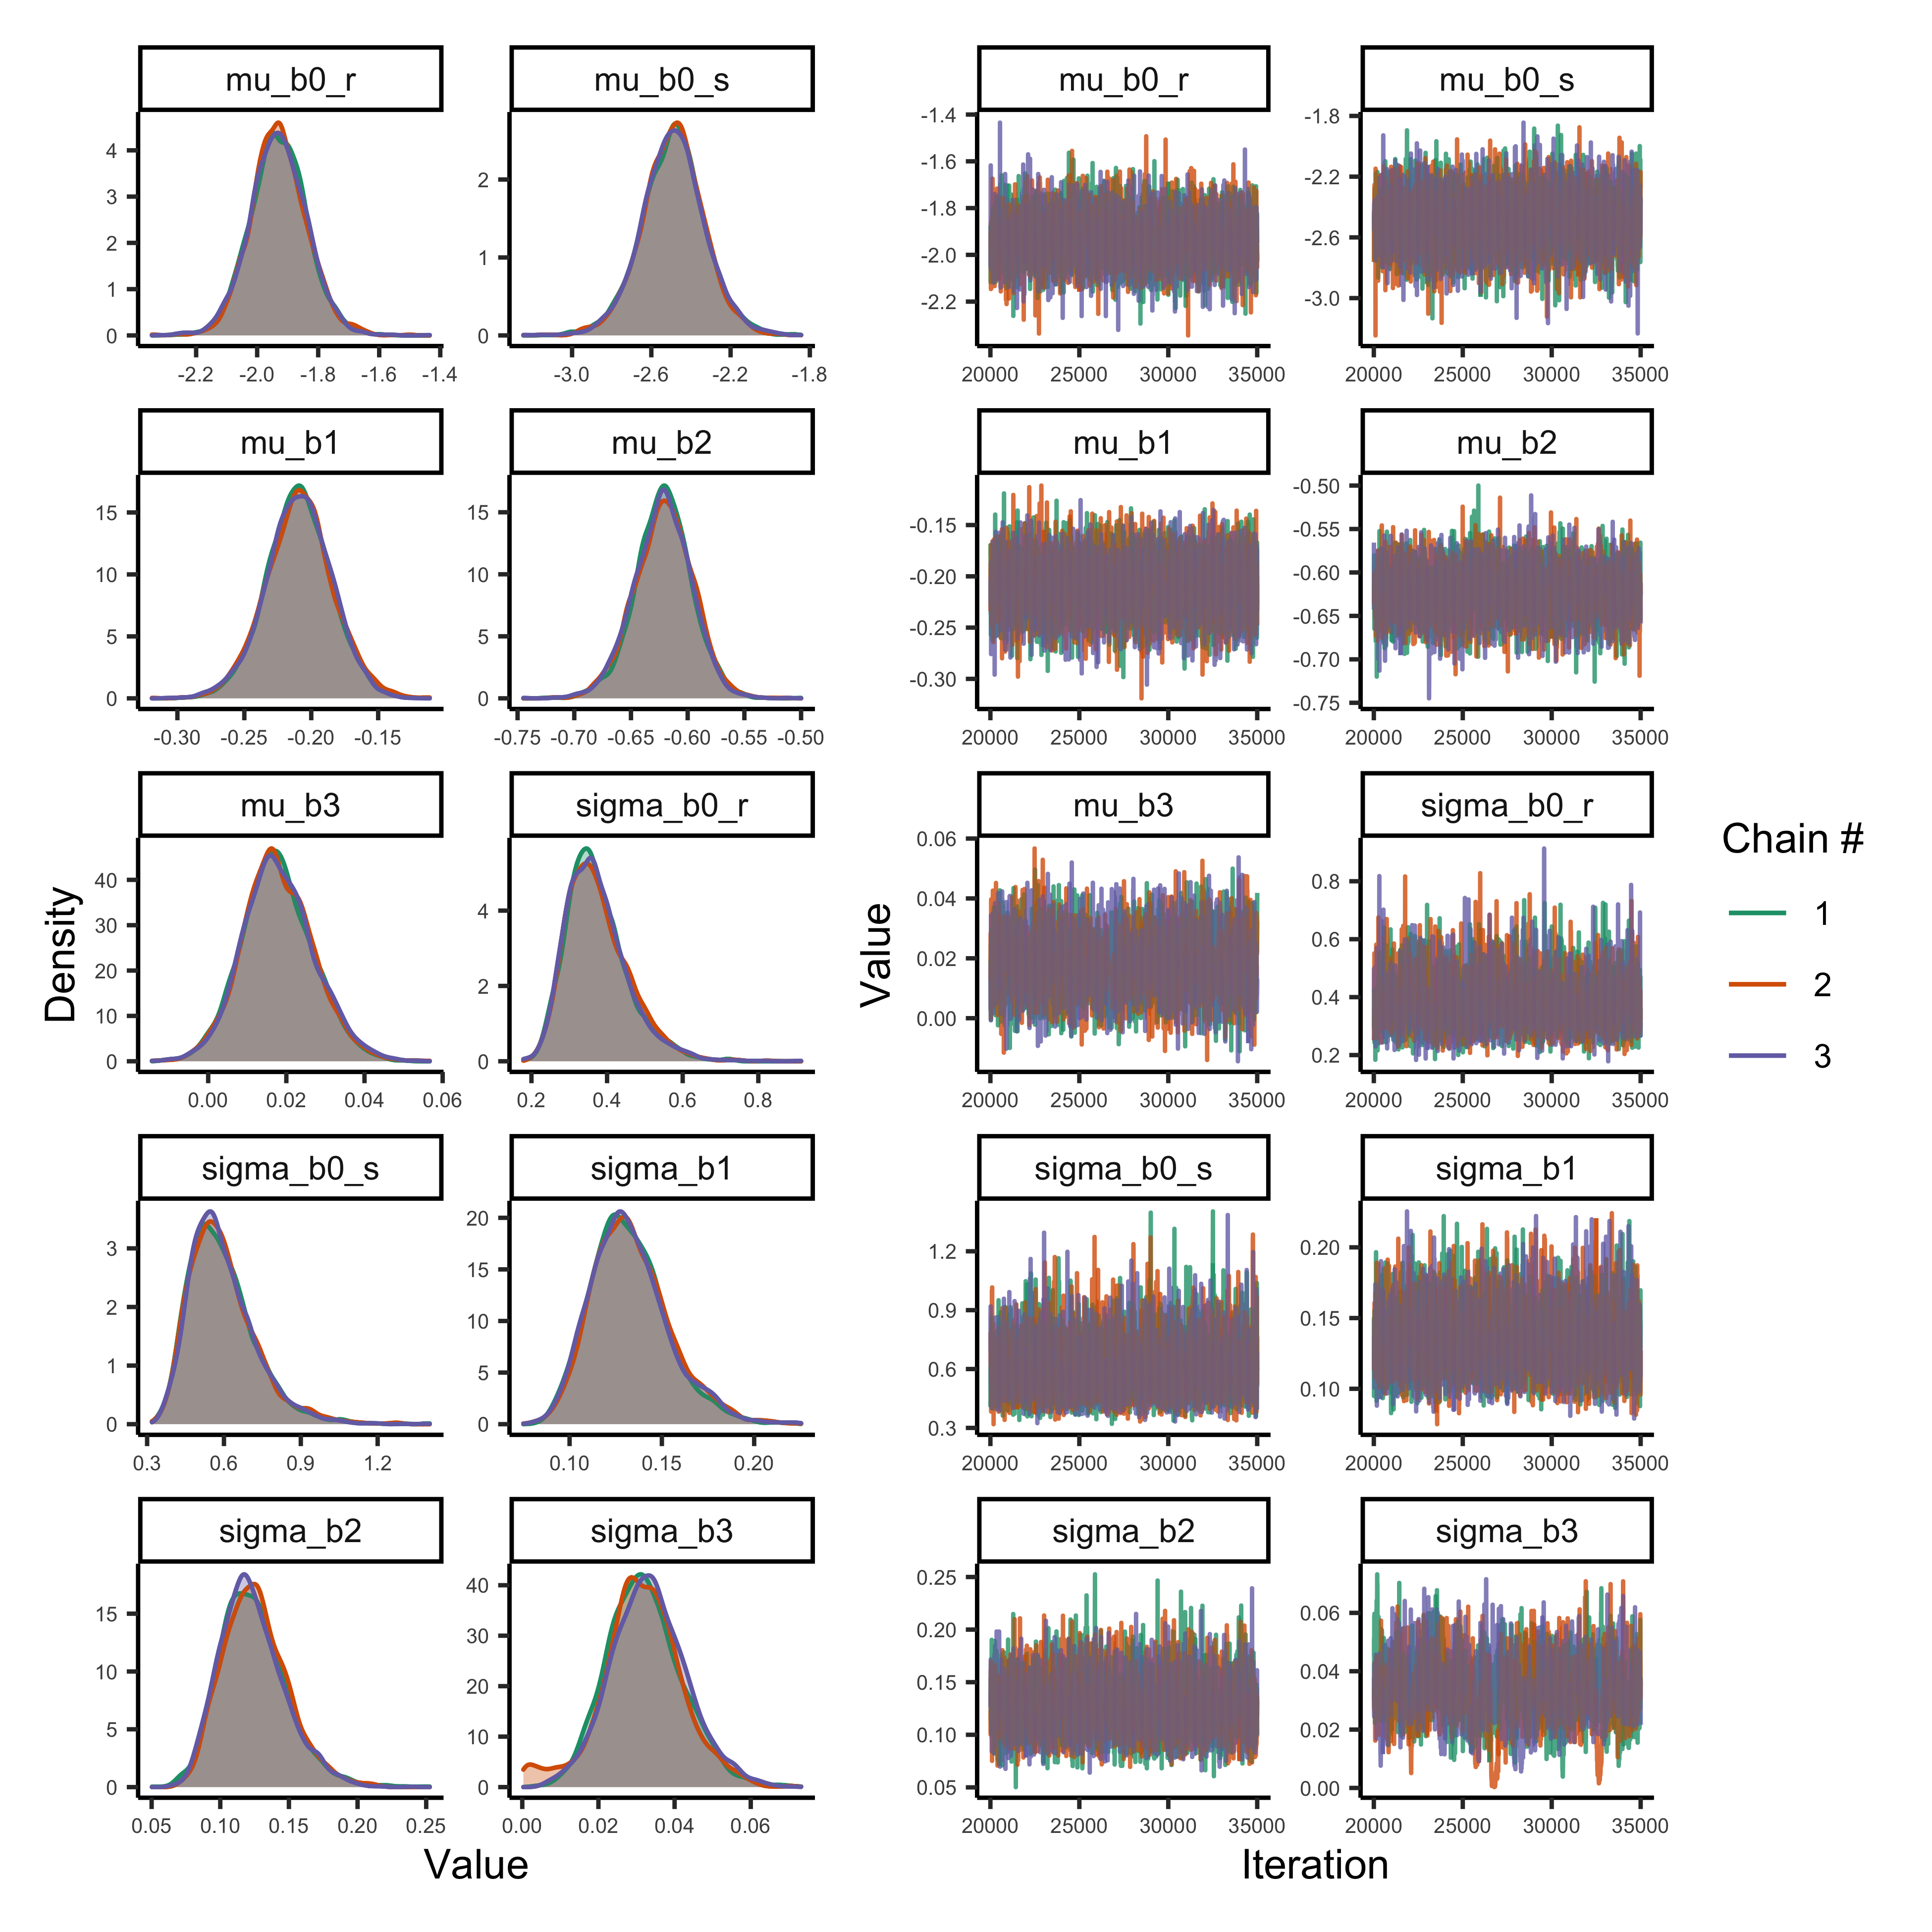 mu_b0_r
4
3
2
1
0
-2.2 -2.0 -1.8 -1.6 -1.4
mu_b0_s
2
1
0
-3.0 -2.6 -2.2 -1.8
mu_b0_r
-1.4
-1.6
-1.8
-2.0
-2.2
20000 25000 30000 35000
mu_b0_s
-1.8
-2.2
-2.6
-3.0
20000 25000 30000 35000
mu_b1
15
10
5
0
-0.30 -0.25 -0.20 -0.15
mu_b2
15
10
5
0
-0.75 -0.70 -0.65 -0.60 -0.55 -0.50
mu_b1
-0.15
-0.20
-0.25
-0.30
20000 25000 30000 35000
mu_b2
-0.50
-0.55
-0.60
-0.65
-0.70
-0.75
20000 25000 30000 35000
Density
mu_b3
40
30
20
10
0
0.00 0.02 0.04 0.06
sigma_b0_r
4
2
0
0.2 0.4 0.6 0.8
Value
mu_b3
0.06
0.04
0.02
0.00
20000 25000 30000 35000
sigma_b0_r
0.8
0.6
0.4
0.2
20000 25000 30000 35000
Chain #
1
2
3
sigma_b0_s
3
2
1
0
0.3 0.6 0.9 1.2
sigma_b1
20
15
10
5
0
0.10 0.15 0.20
sigma_b0_s
1.2
0.9
0.6
0.3
20000 25000 30000 35000
sigma_b1
0.20
0.15
0.10
20000 25000 30000 35000
sigma_b2
15
10
5
0
0.05 0.10 0.15 0.20 0.25
sigma_b3
40
30
20
10
0
0.00 0.02 0.04 0.06
sigma_b2
0.25
0.20
0.15
0.10
0.05
20000 25000 30000 35000
sigma_b3
0.06
0.04
0.02
0.00
20000 25000 30000 35000
Value
Iteration